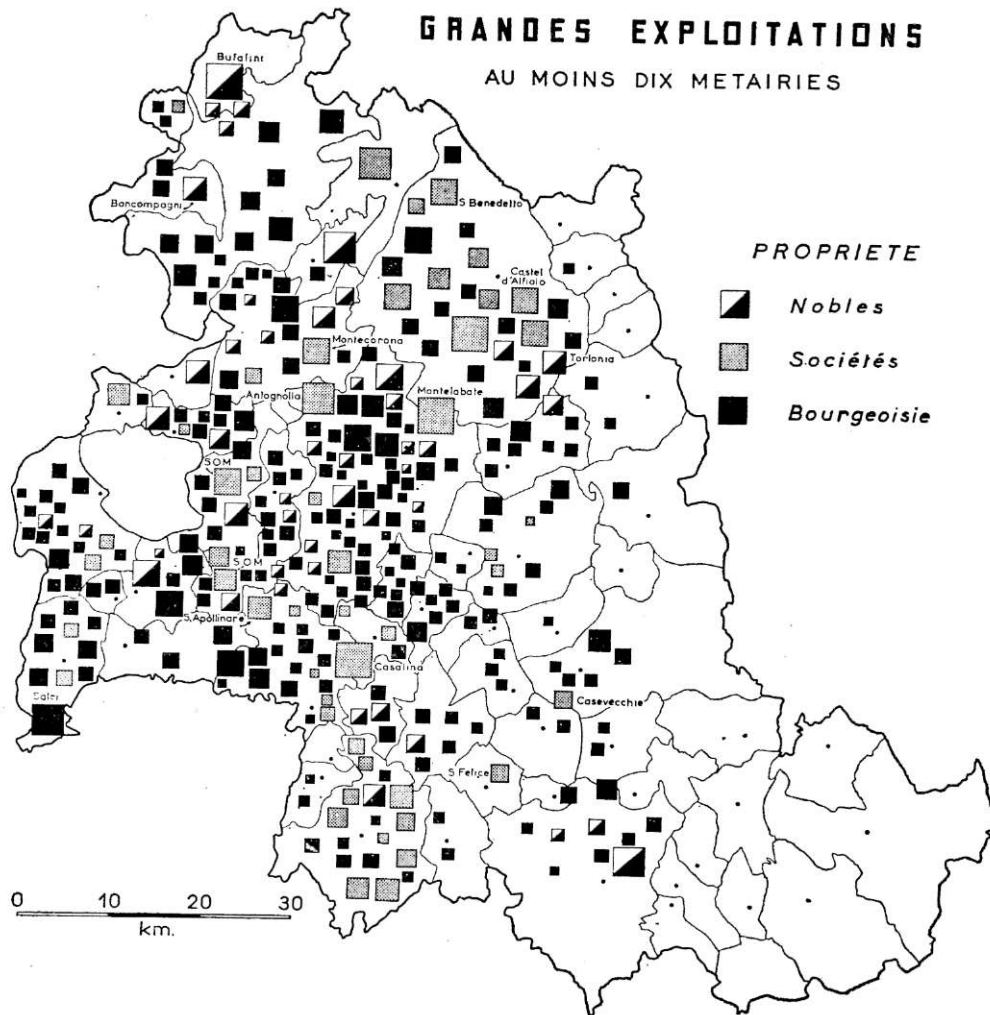 GRANDES EXPLOITATIONS
AU MOINS DIX METAIRIES
Bufalini
Boncompagni
S Benedetto
Castel
d'Alfiolo
PROPRIETE
Nobles
Sociétés
Bourgeoisie
Montecorona
Torlonia
Antognolla
Montelabate
S.O.M
S.O.M
S.Apollinare
Casalina
Salci
Casevecchie
S Felice
0 10 20 30
km.